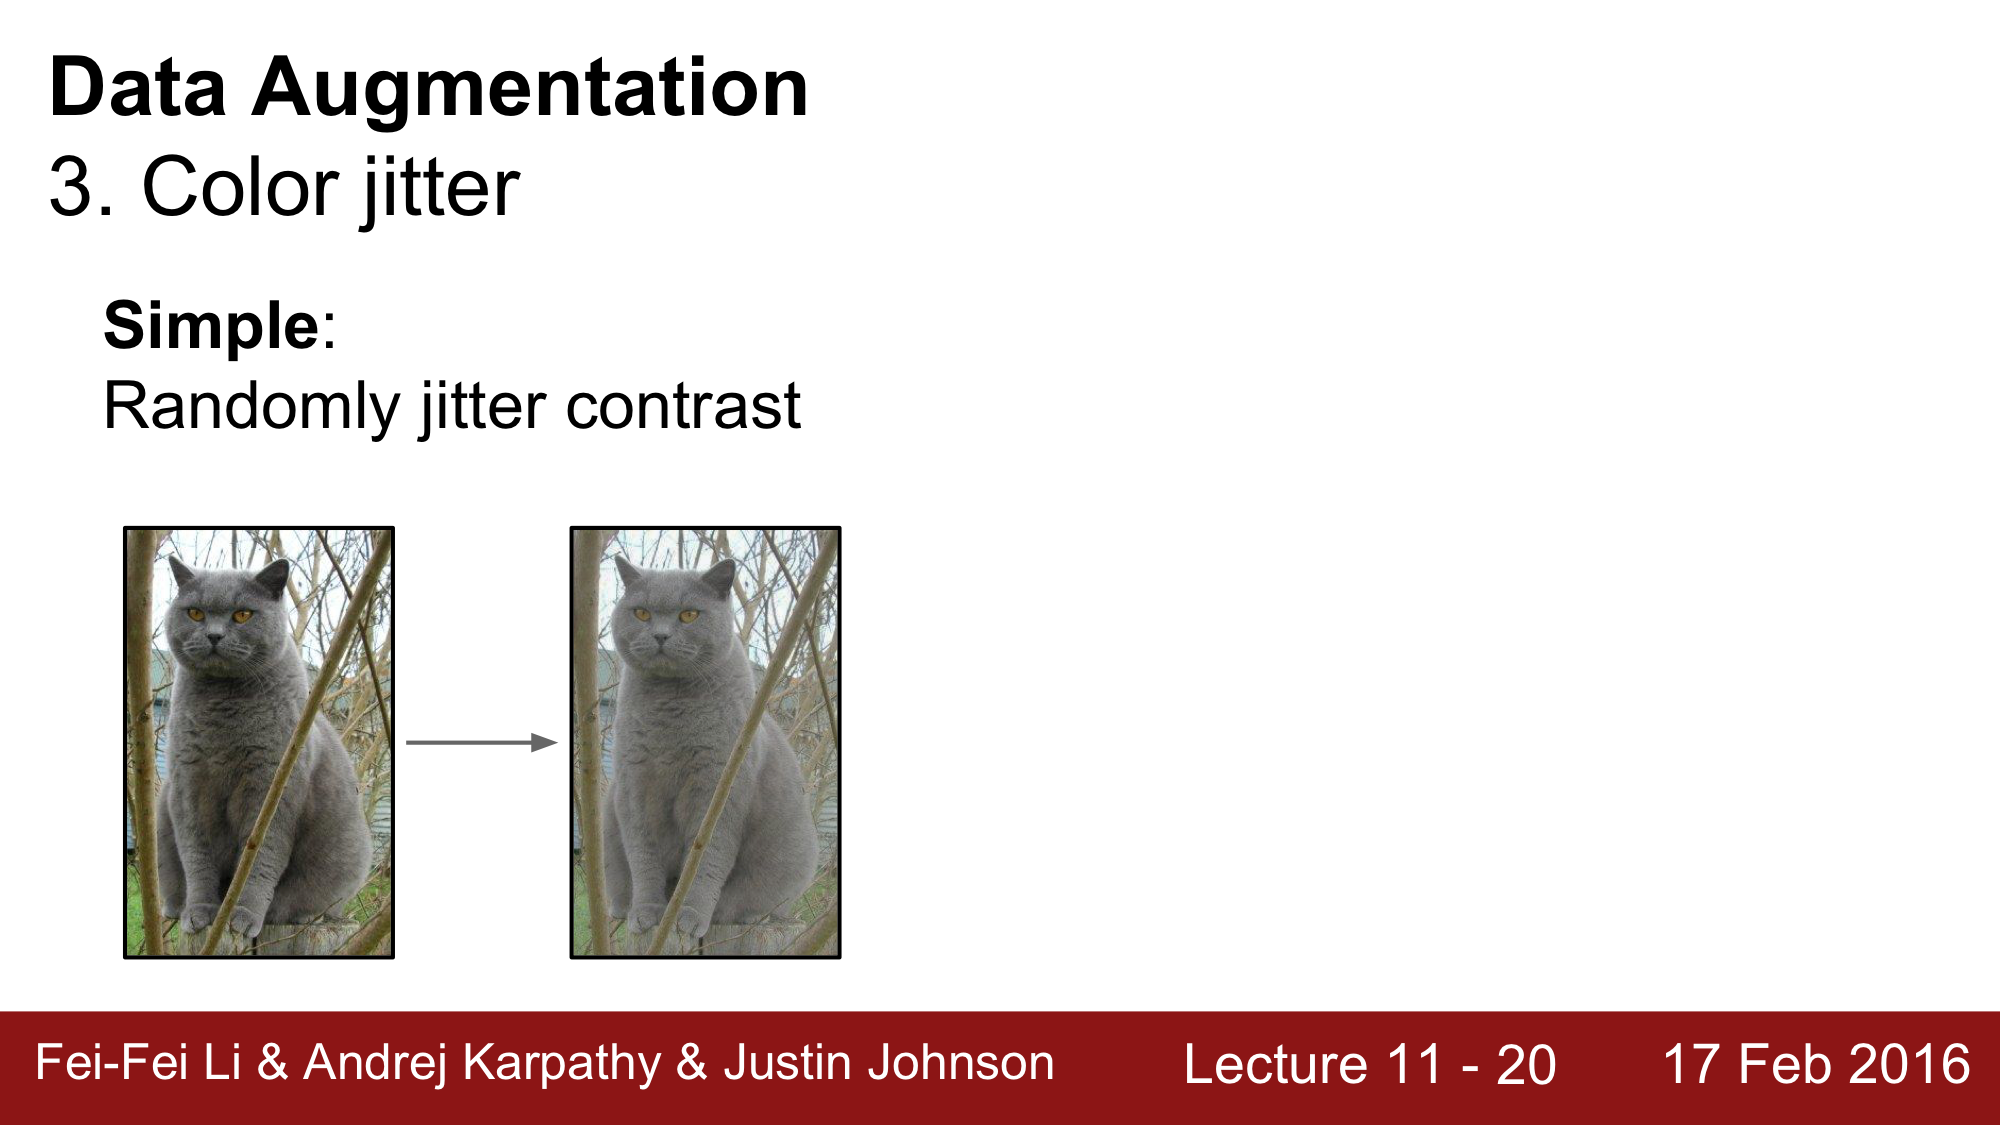 Data Augmentation
3. Color jitter
Simple:
Randomly jitter contrast
Fei-Fei Li & Andrej Karpathy & Justin Johnson
Lecture 11 - 20
17 Feb 2016